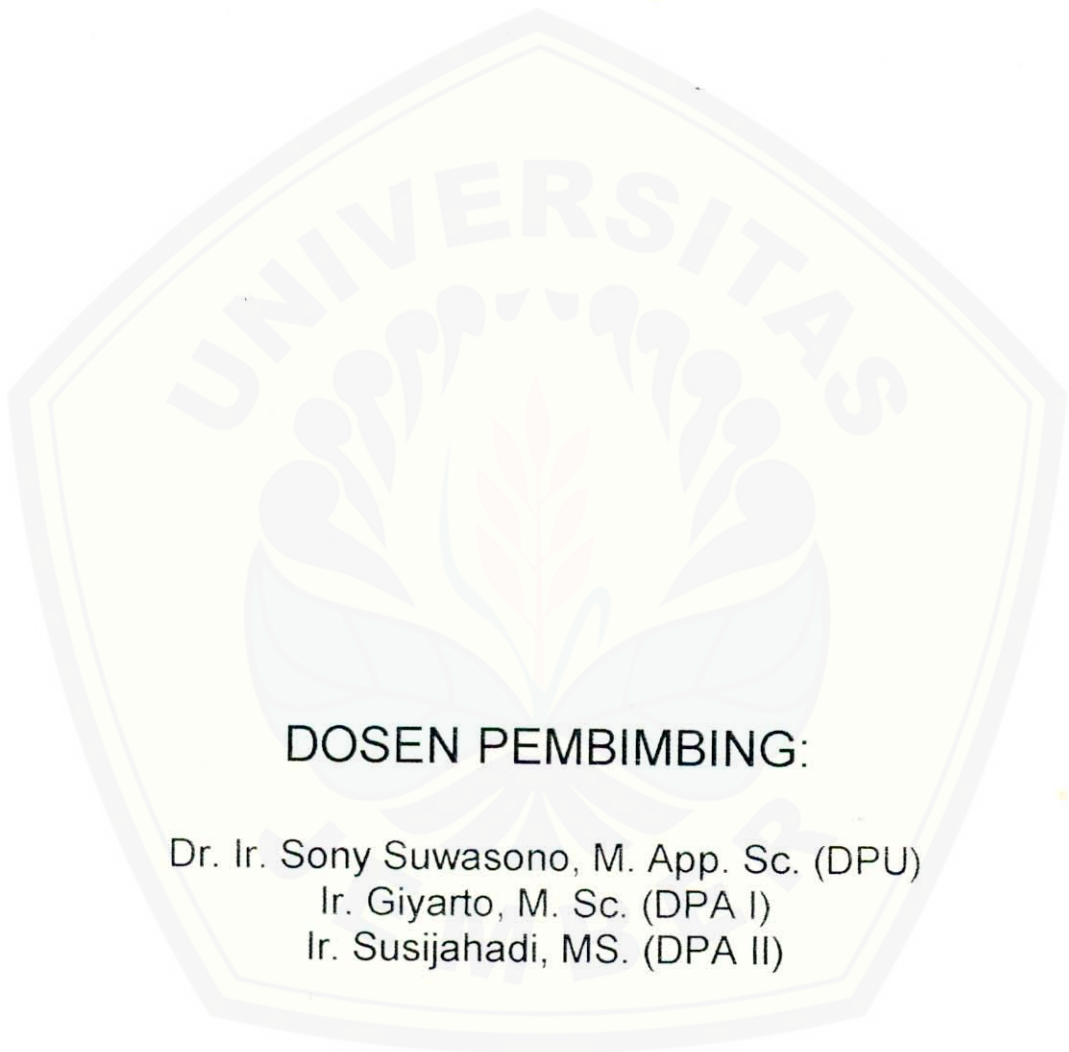 UNIVERSITAS
DOSEN PEMBIMBING:
Dr. Ir. Sony Suwasono, M. App. Sc. (DPU)
Ir. Giyarto, M. Sc. (DPA I)
Ir. Susijahadi, MS. (DPA II)
JEMBER